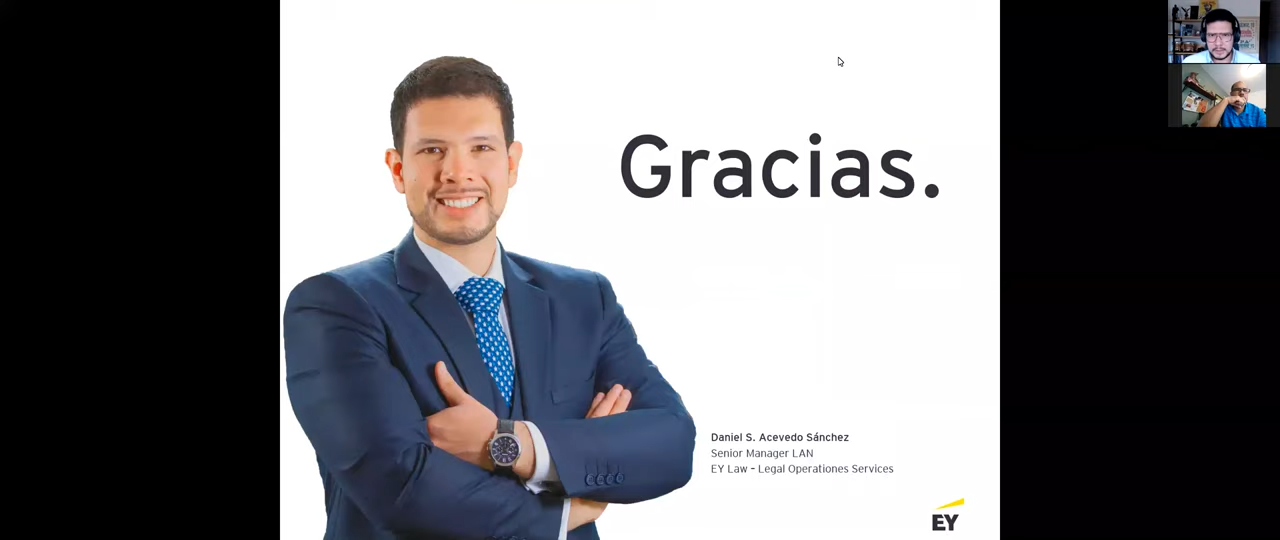 Gracias.
Daniel S. Acevedo Sánchez
Senior Manager LAN
EY Law – Legal Operationes Services
EY